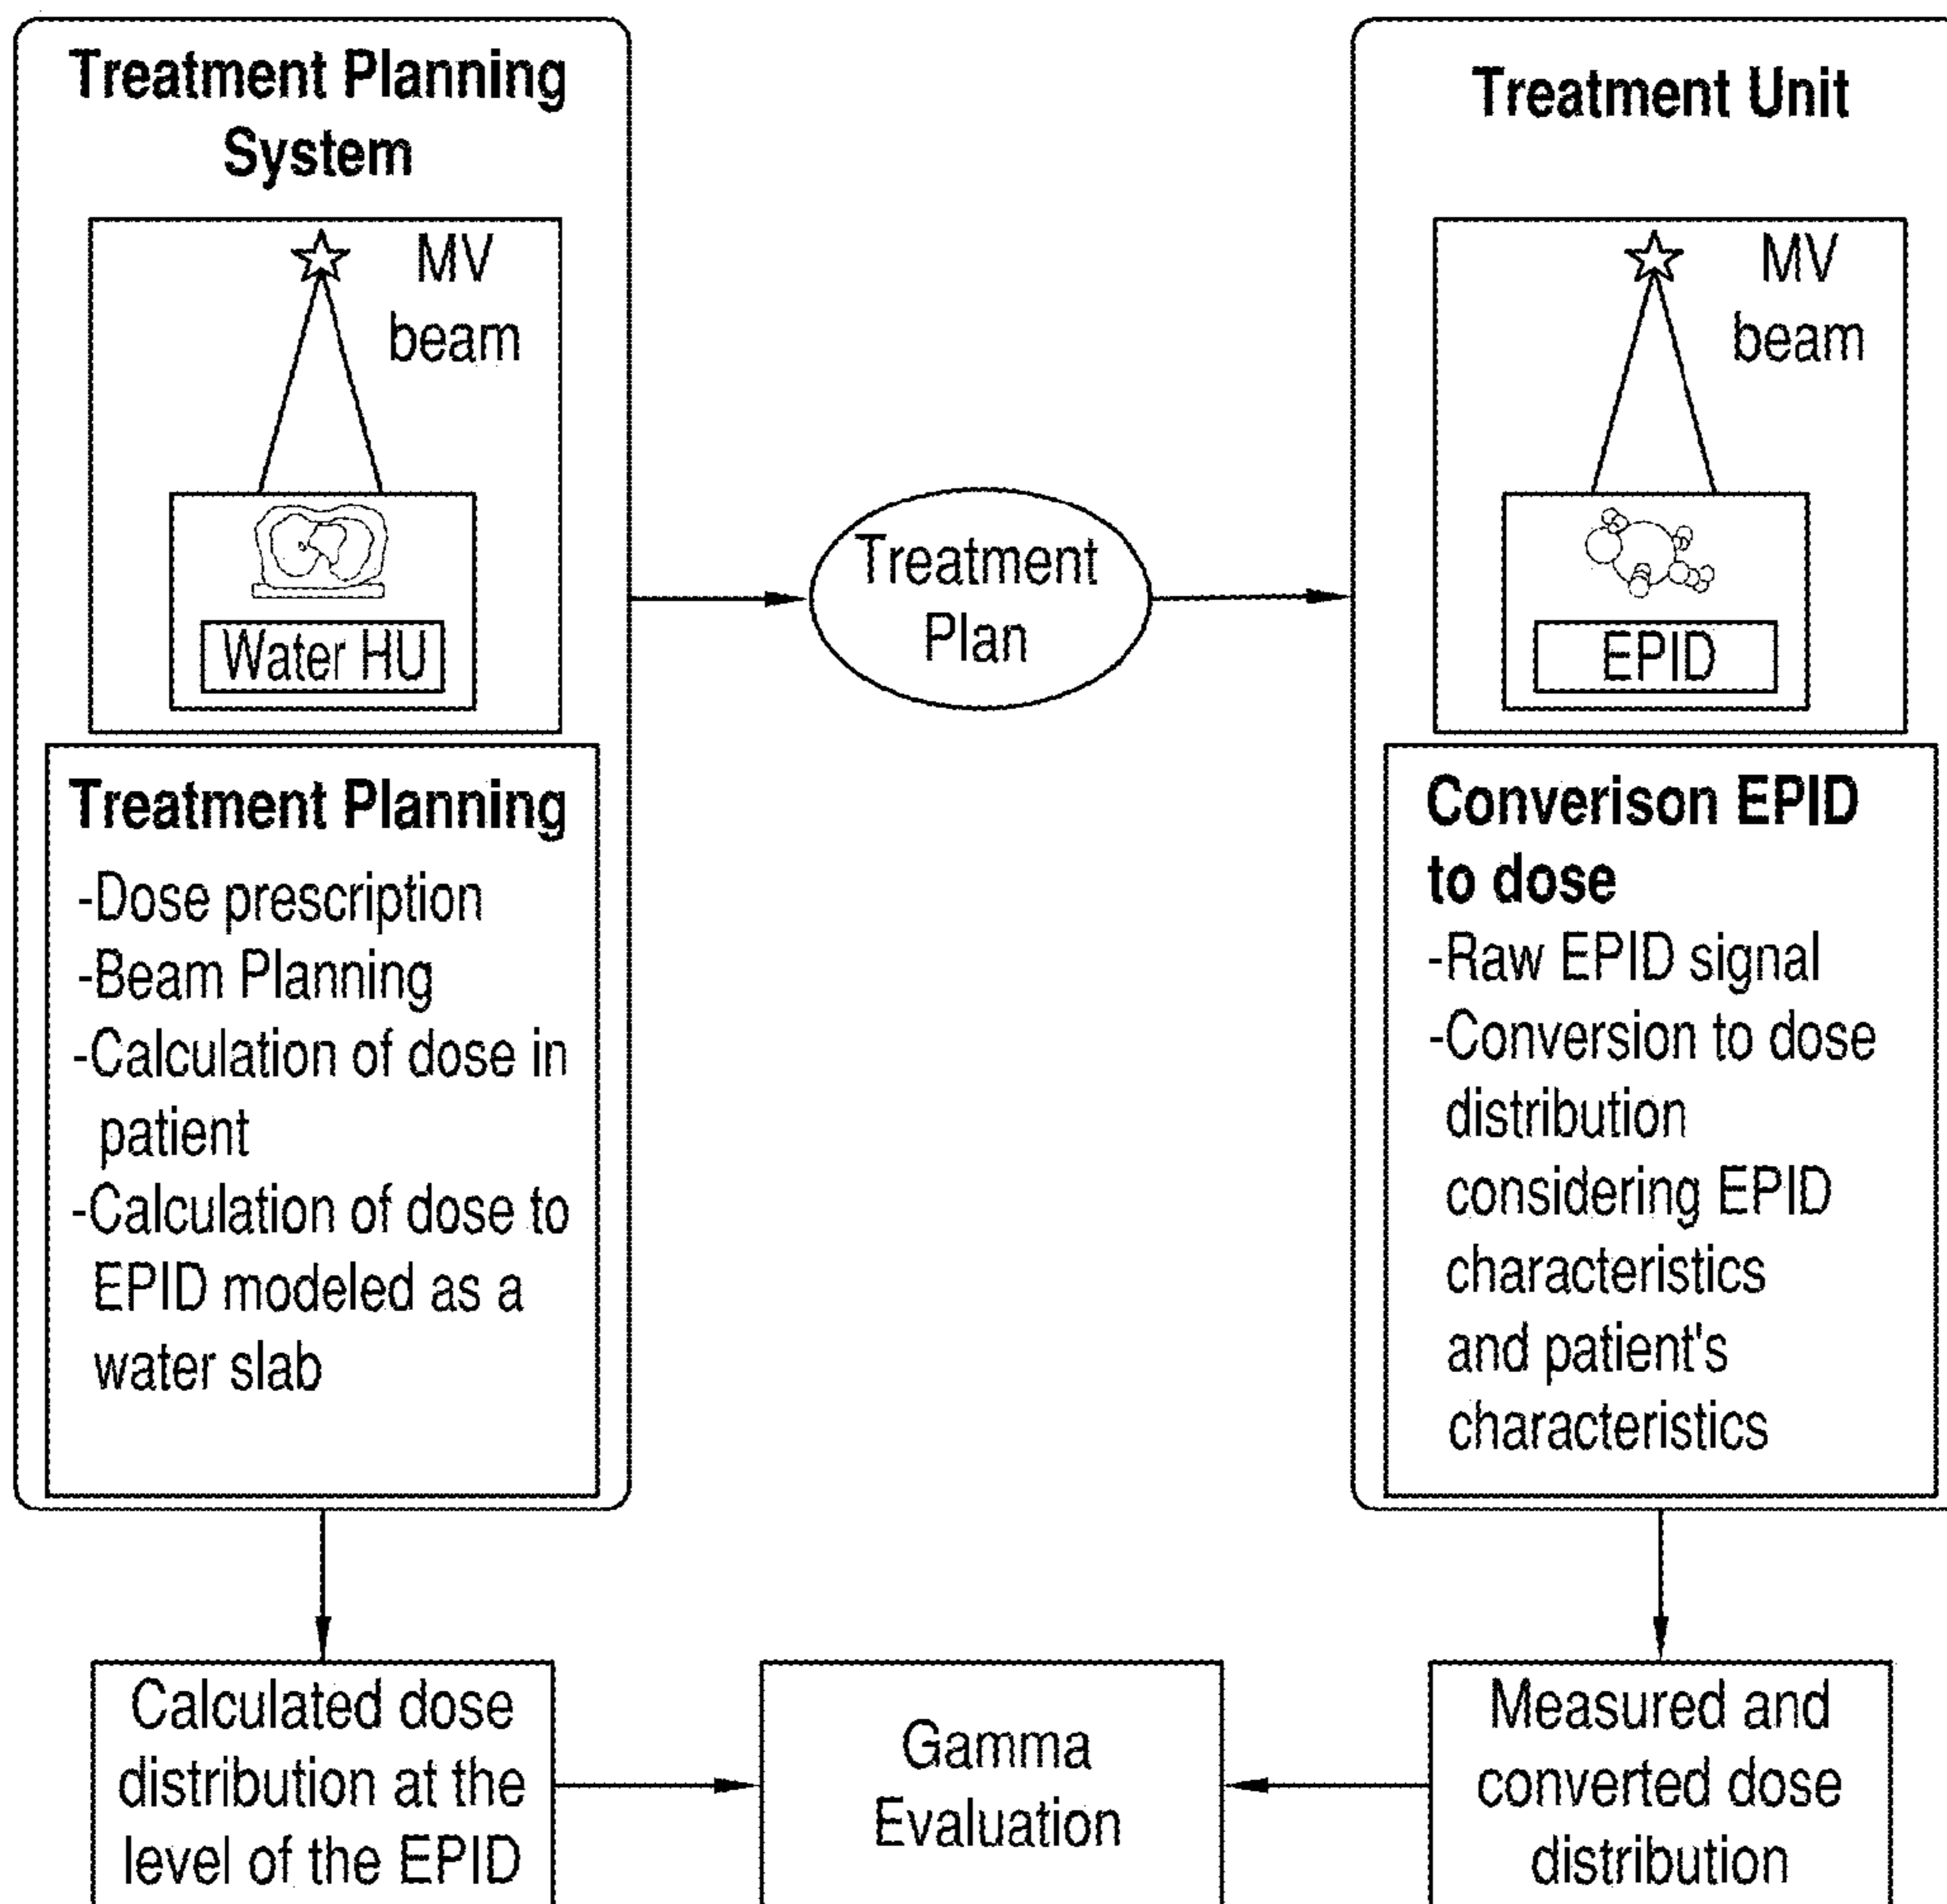 Treatment Planning
System
MV
beam
Water HU
Treatment Planning
-Dose prescription
-Beam Planning
-Calculation of dose in
patient
-Calculation of dose to
EPID modeled as a
water slab
Treatment
Plan
Treatment Unit
MV
beam
EPID
Converison EPID
to dose
-Raw EPID signal
-Conversion to dose
distribution
considering EPID
characteristics
and patient's
characteristics
Calculated dose
distribution at the
level of the EPID
Gamma
Evaluation
Measured and
converted dose
distribution